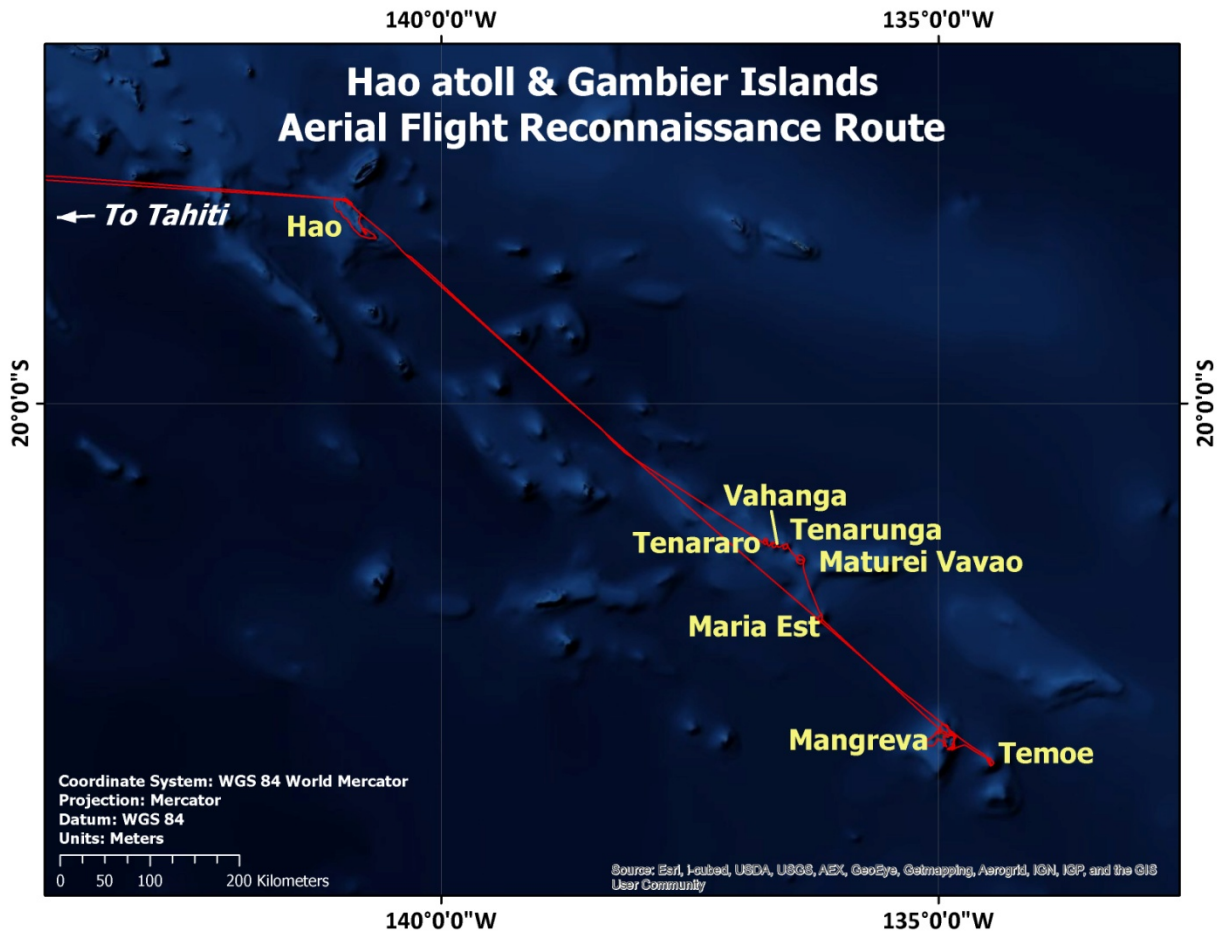 140°0'0"W
135°0'0"W
Hao atoll & Gambier Islands
Aerial Flight Reconnaissance Route
To Tahiti
Hao
20°0'0"S
20°0'0"S
Vahanga
Tenarunga
Tenararo
Maturei Vavao
Maria Est
Mangreva
Temoe
Coordinate System: WGS 84 World Mercator
Projection: Mercator
Datum: WGS 84
Units: Meters
0 50 100 200 Kilometers
Source: Esri, i-cubed, USDA, USGS, AEX, GeoEye, Getmapping, Aerogrid, IGN, IGP, and the GIS
User Community
140°0'0"W
135°0'0"W